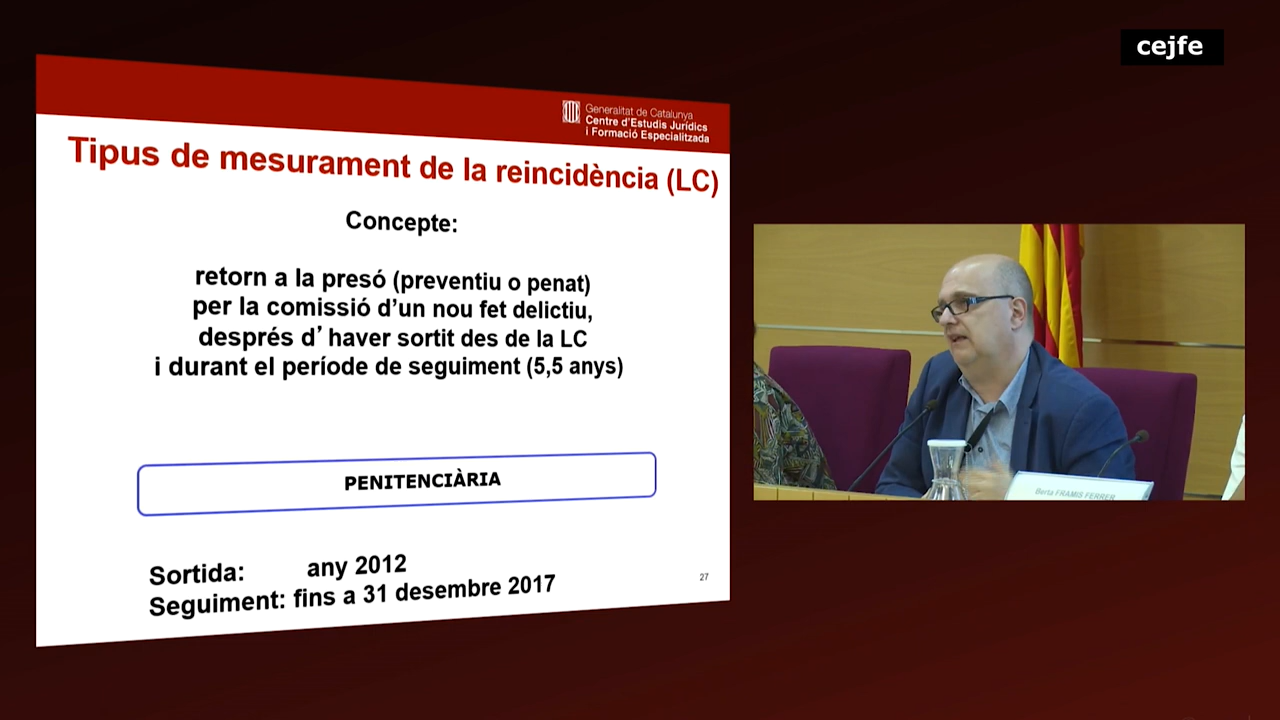 cejfe
Generalitat de Catalunya
Centre d'Estudis Jurídics
i Formació Especialitzada
Tipus de mesurament de la reincidència (LC)
Concepte:
retorn a la presó (preventiu o penat)
per la comissió d’un nou fet delictiu,
després d’ haver sortit des de la LC
i durant el període de seguiment (5,5 anys)
PENITENCIÀRIA
Sortida: any 2012
Seguiment: fins a 31 desembre 2017
27
Berta FRAMIS FERRER